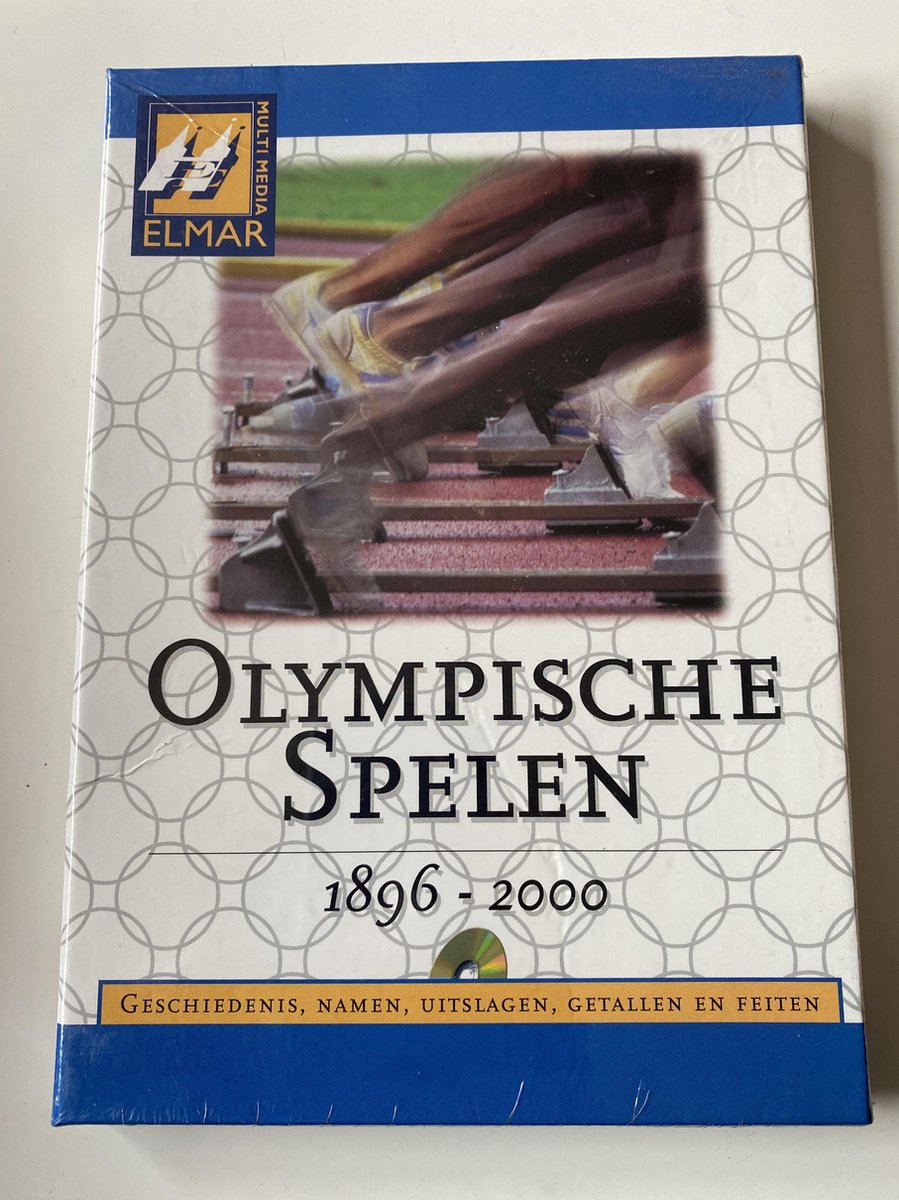 MULTI MEDIA
ELMAR
OLYMPISCHE
SPELEN
1896 - 2000
GESCHIEDENIS, NAMEN, UITSLAGEN, GETALLEN EN FEITEN